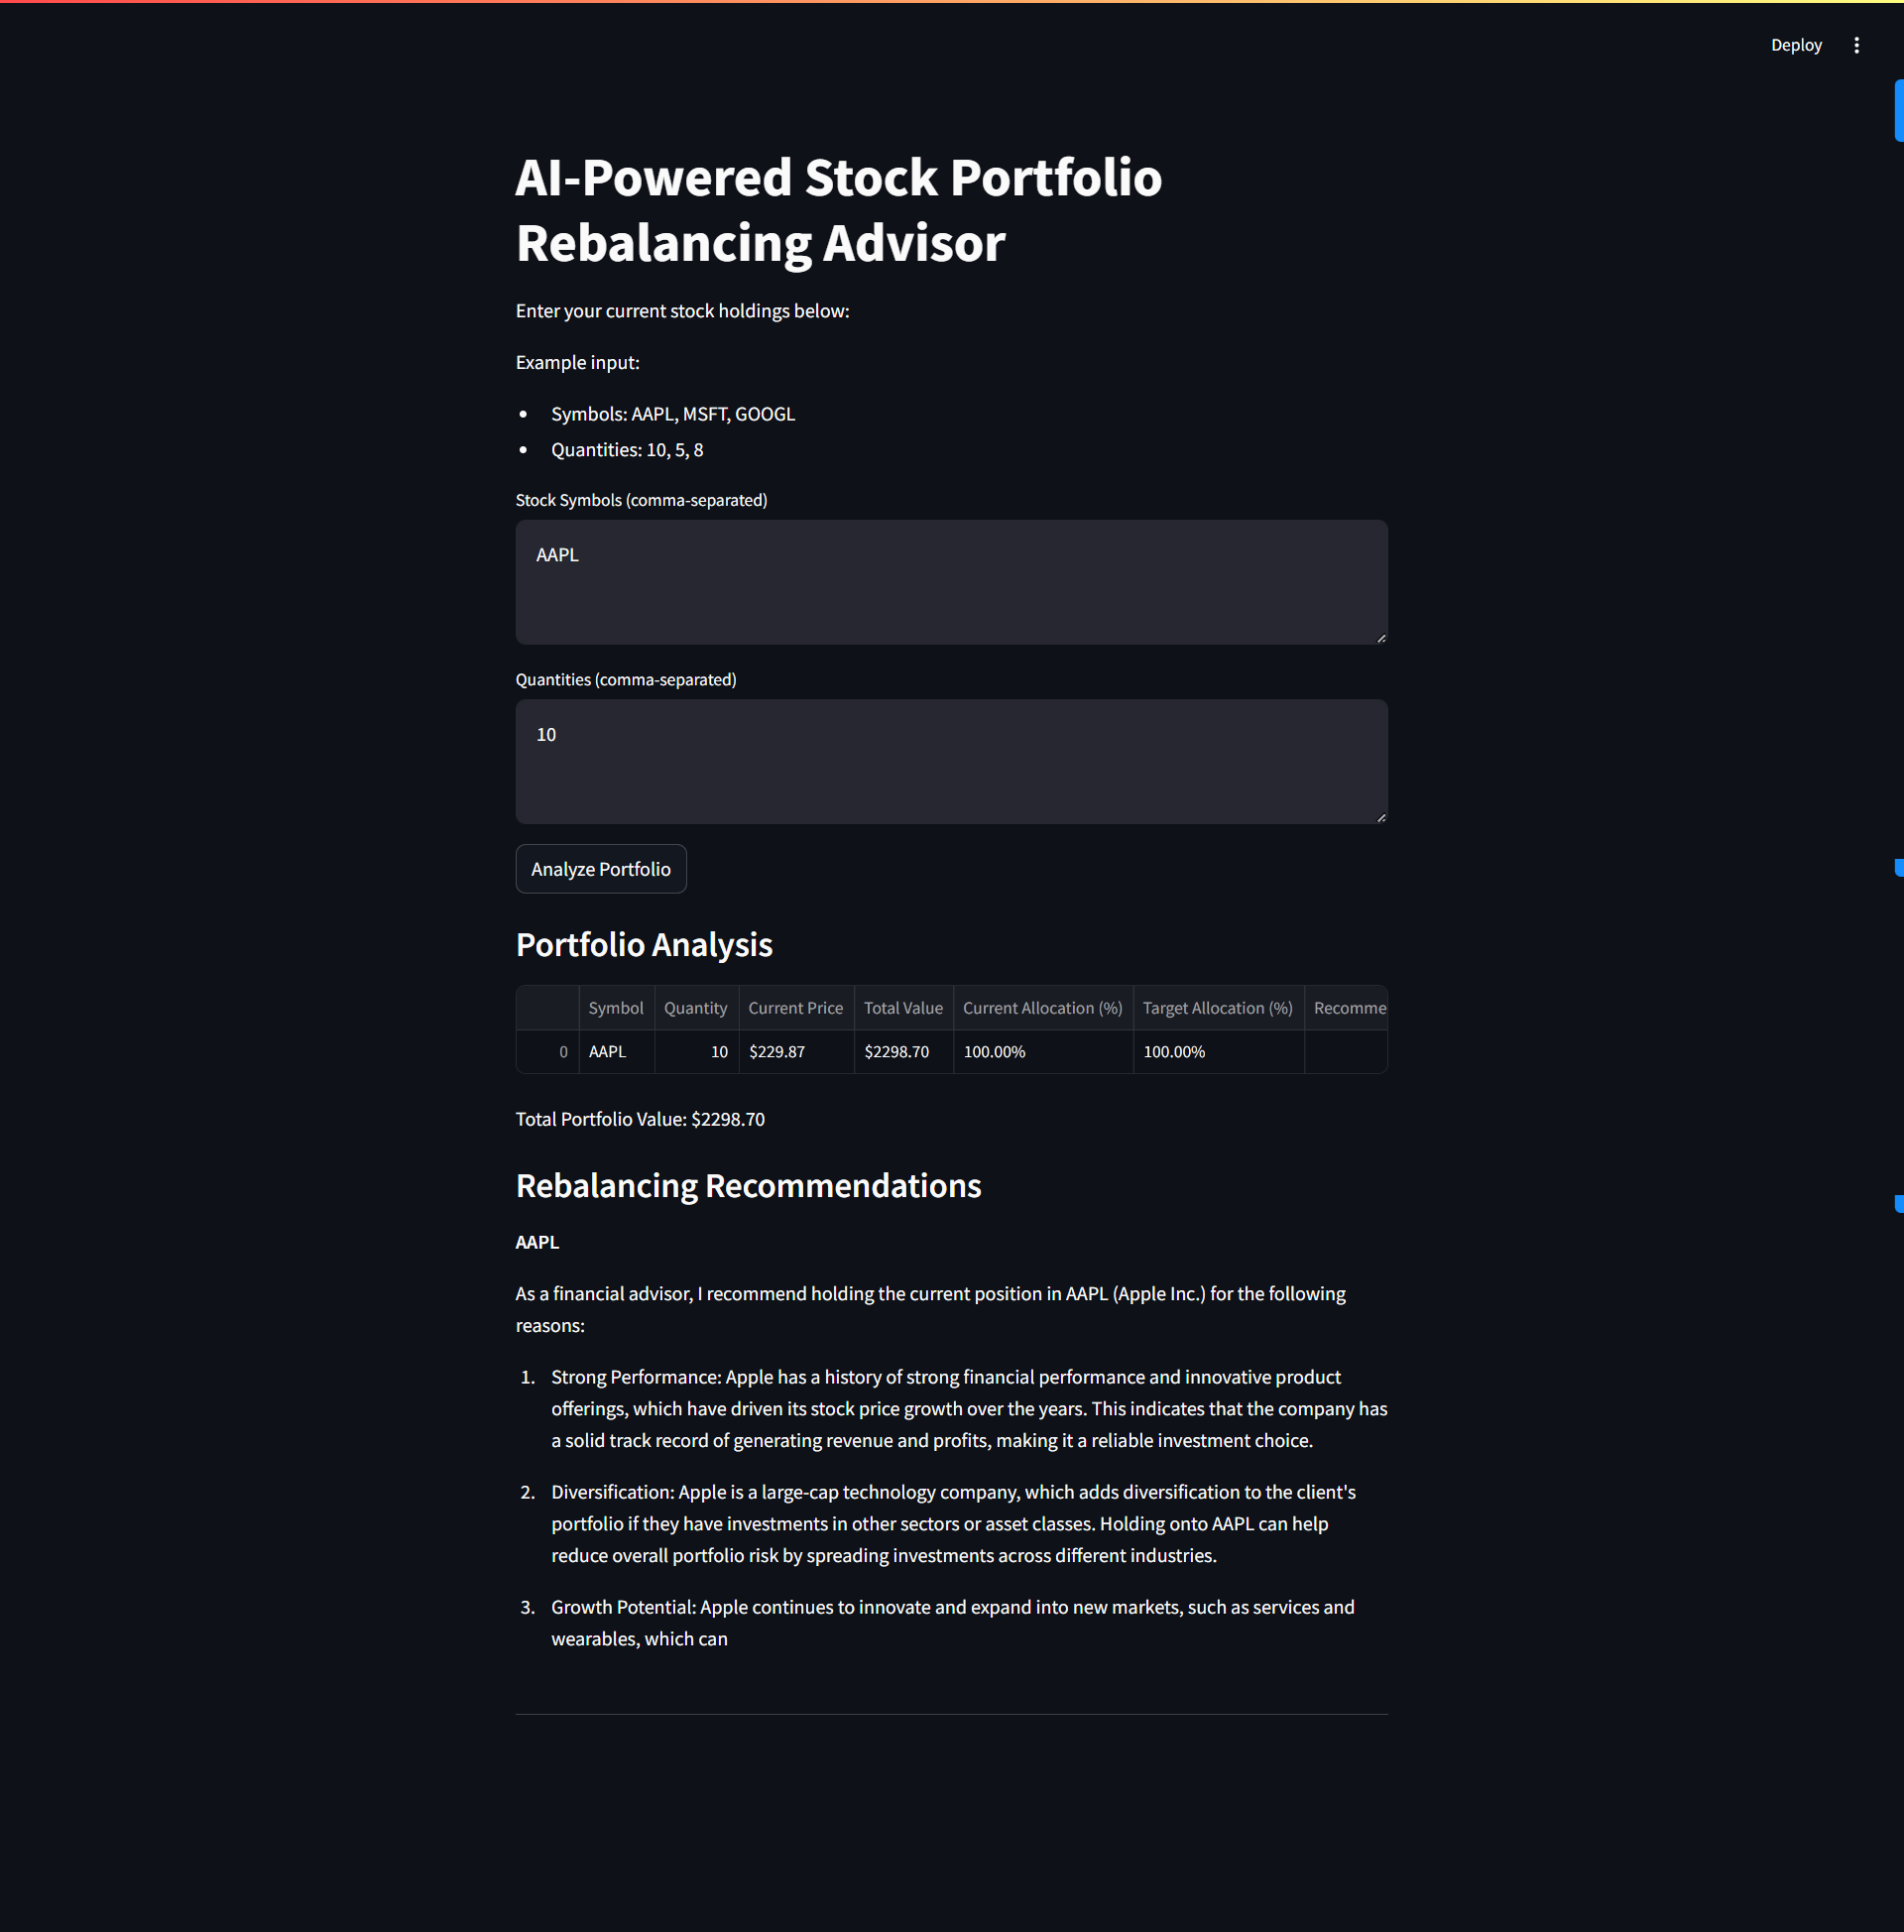 Deploy
AI-Powered Stock Portfolio
Rebalancing Advisor
Enter your current stock holdings below:
Example input:
• Symbols: AAPL, MSFT, GOOGL
• Quantities: 10, 5, 8
Stock Symbols (comma-separated)
AAPL
Quantities (comma-separated)
10
Analyze Portfolio
Portfolio Analysis
Symbol Quantity Current Price Total Value Current Allocation (%) Target Allocation (%) Recomme
0 AAPL 10 $229.87 $2298.70 100.00% 100.00%
Total Portfolio Value: $2298.70
Rebalancing Recommendations
AAPL
As a financial advisor, I recommend holding the current position in AAPL (Apple Inc.) for the following
reasons:
1. Strong Performance: Apple has a history of strong financial performance and innovative product
offerings, which have driven its stock price growth over the years. This indicates that the company has
a solid track record of generating revenue and profits, making it a reliable investment choice.
2. Diversification: Apple is a large-cap technology company, which adds diversification to the client's
portfolio if they have investments in other sectors or asset classes. Holding onto AAPL can help
reduce overall portfolio risk by spreading investments across different industries.
3. Growth Potential: Apple continues to innovate and expand into new markets, such as services and
wearables, which can